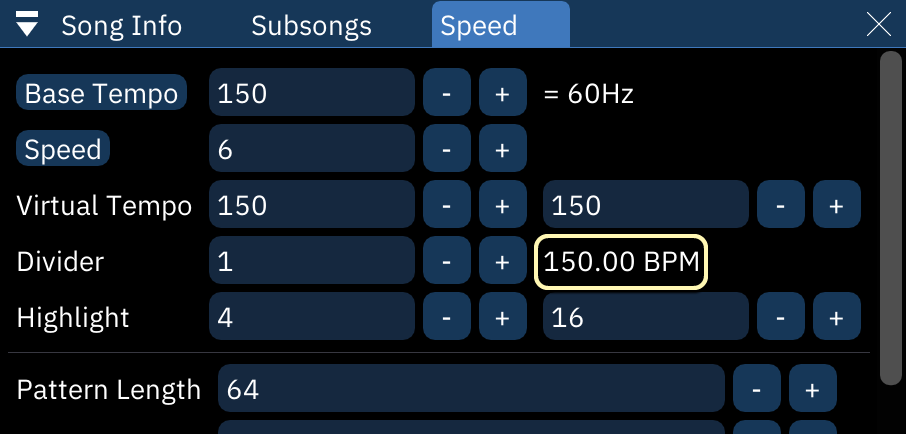 Song Info Subsongs Speed
Base Tempo 150 - + = 60Hz
Speed 6 - +
Virtual Tempo 150 - + 150 - +
Divider 1 - + 150.00 BPM
Highlight 4 - + 16 - +
Pattern Length 64 - +